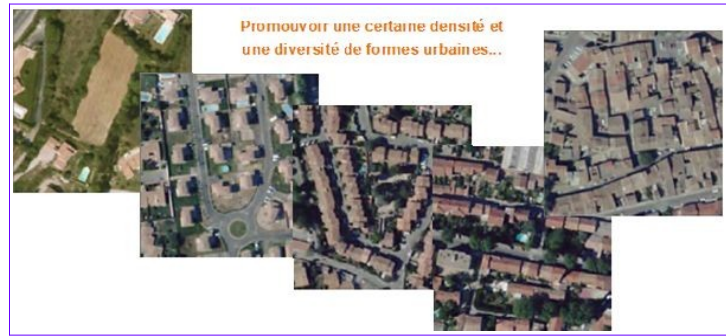 Promouvoir une certaine densité et
une diversité de formes urbaines...